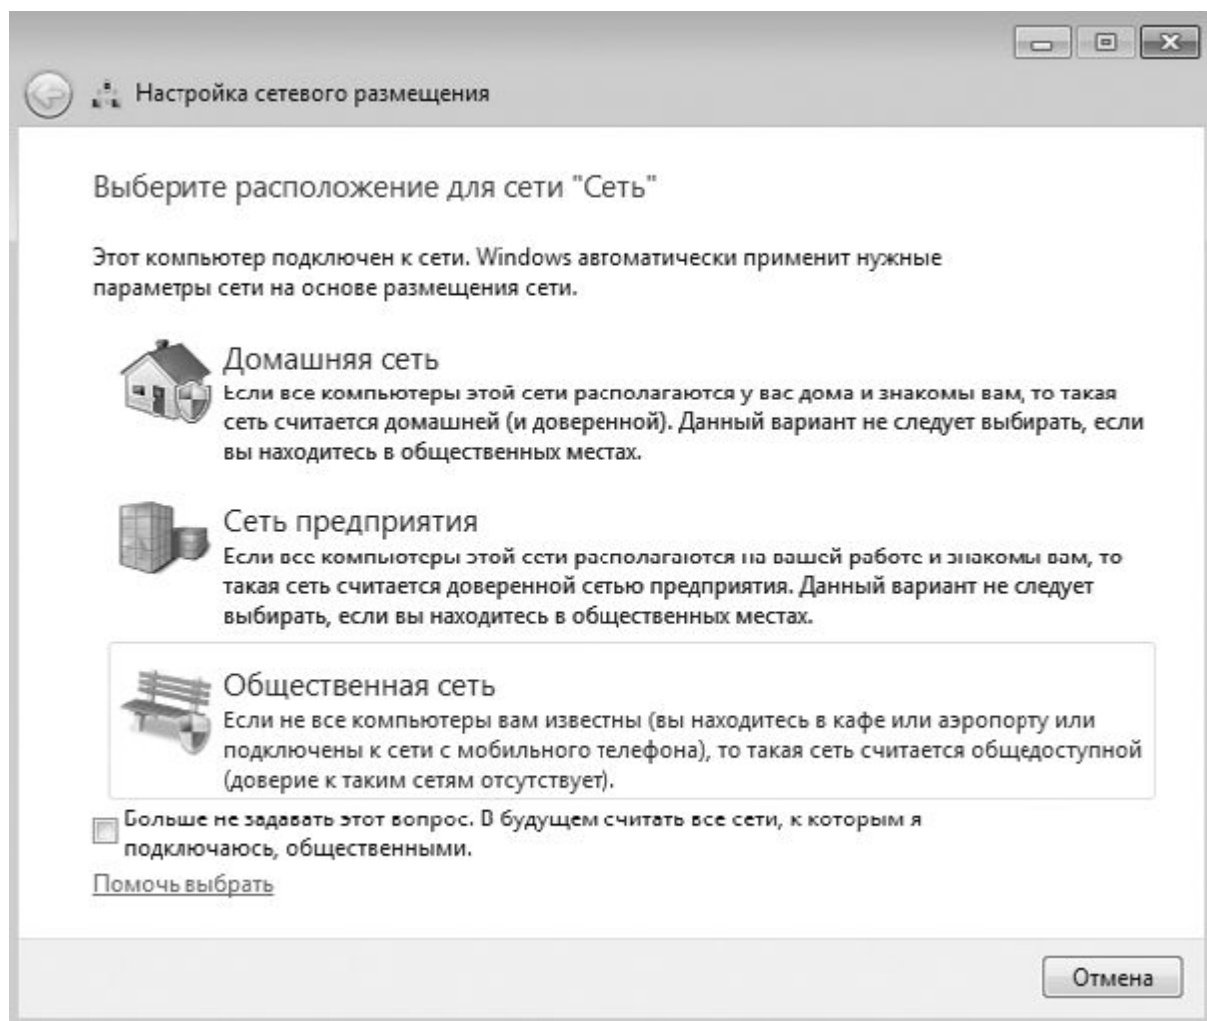 Настройка сетевого размещения
Выберите расположение для сети "Сеть"
Этот компьютер подключен к сети. Windows автоматически применит нужные
параметры сети на основе размещения сети.
Домашняя сеть
Если все компьютеры этой сети располагаются у вас дома и знакомы вам, то такая
сеть считается домашней (и доверенной). Данный вариант не следует выбирать, если
вы находитесь в общественных местах.
Сеть предприятия
Если все компьютеры этой сети располагаются на вашей работе и знакомы вам, то
такая сеть считается доверенной сетью предприятия. Данный вариант не следует
выбирать, если вы находитесь в общественных местах.
Общественная сеть
Если не все компьютеры вам известны (вы находитесь в кафе или аэропорту или
подключены к сети с мобильного телефона), то такая сеть считается общедоступной
(доверие к таким сетям отсутствует).
Больше не задавать этот вопрос. В будущем считать все сети, к которым я
подключаюсь, общественными.
Помочь выбрать
Отмена